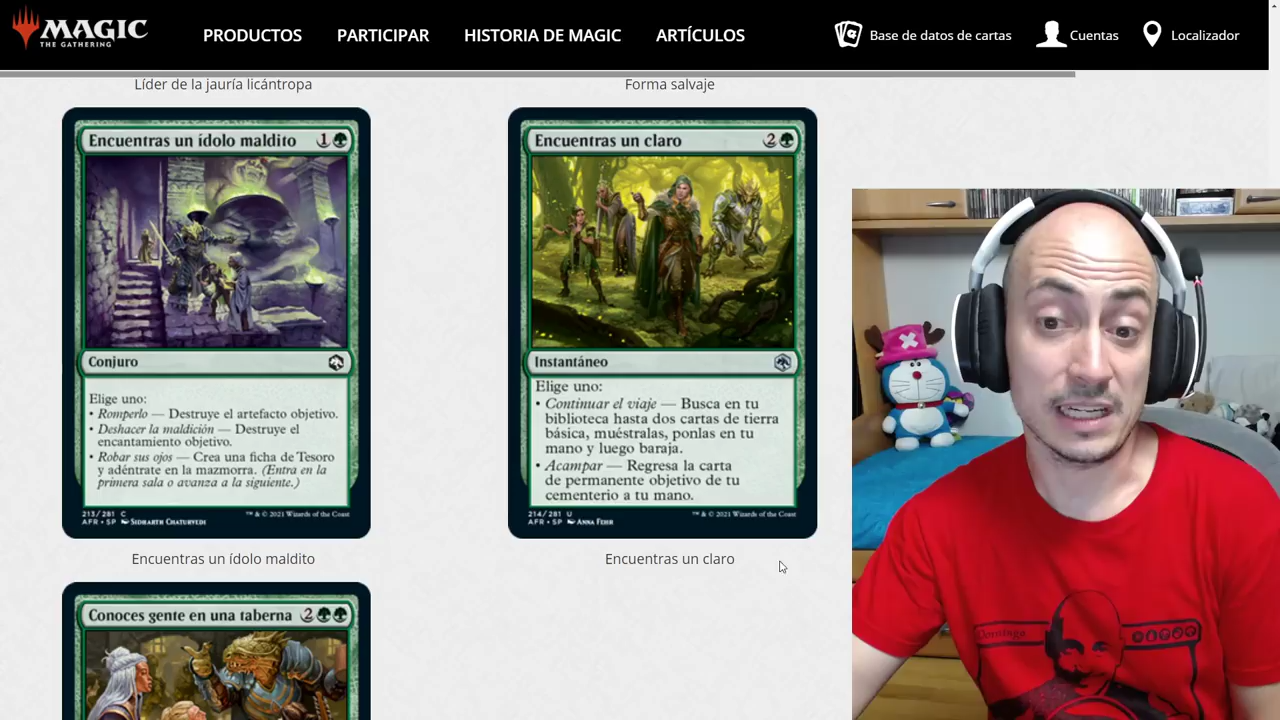 MAGIC
THE GATHERING
PRODUCTOS
PARTICIPAR
HISTORIA DE MAGIC
ARTÍCULOS
Base de datos de cartas
Cuentas
Localizador
Líder de la jauría licántropa
Forma salvaje
Encuentras un ídolo maldito 1
Conjuro
Elige uno:
• Romperlo — Destruye el artefacto objetivo.
• Deshacer la maldición — Destruye el
encantamiento objetivo.
• Robar sus ojos — Crea una ficha de Tesoro
y adéntrate en la mazmorra. (Entra en la
primera sala o avanza a la siguiente.)
213/281 C
AFR • SP Sidharth Chaturvedi
™ & © 2021 Wizards of the Coast
Encuentras un ídolo maldito
Encuentras un claro 2
Instantáneo
Elige uno:
• Continuar el viaje — Busca en tu
biblioteca hasta dos cartas de tierra
básica, muéstralas, ponlas en tu
mano y luego baraja.
• Acampar — Regresa la carta
de permanente objetivo de tu
cementerio a tu mano.
214/281 U
AFR • SP Anna Fehr
™ & © 2021 Wizards of the Coast
Encuentras un claro
Conoces gente en una taberna 2
Domingo